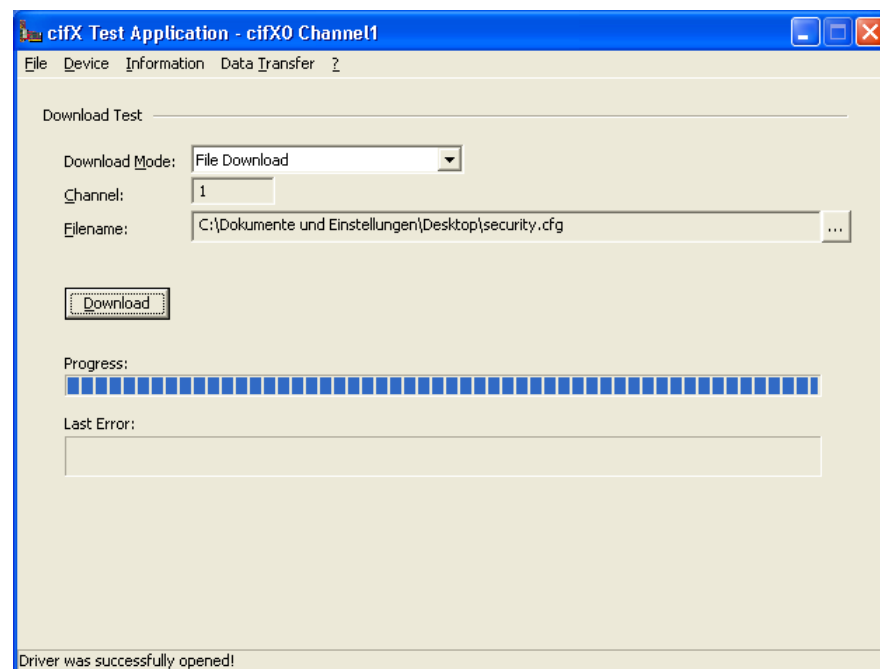 cifX Test Application - cifX0 Channel1
File Device Information Data Transfer ?
Download Test
Download Mode: File Download
Channel: 1
Filename: C:\Dokumente und Einstellungen\Desktop\security.cfg ...
Download
Progress:
Last Error:
Driver was successfully opened!